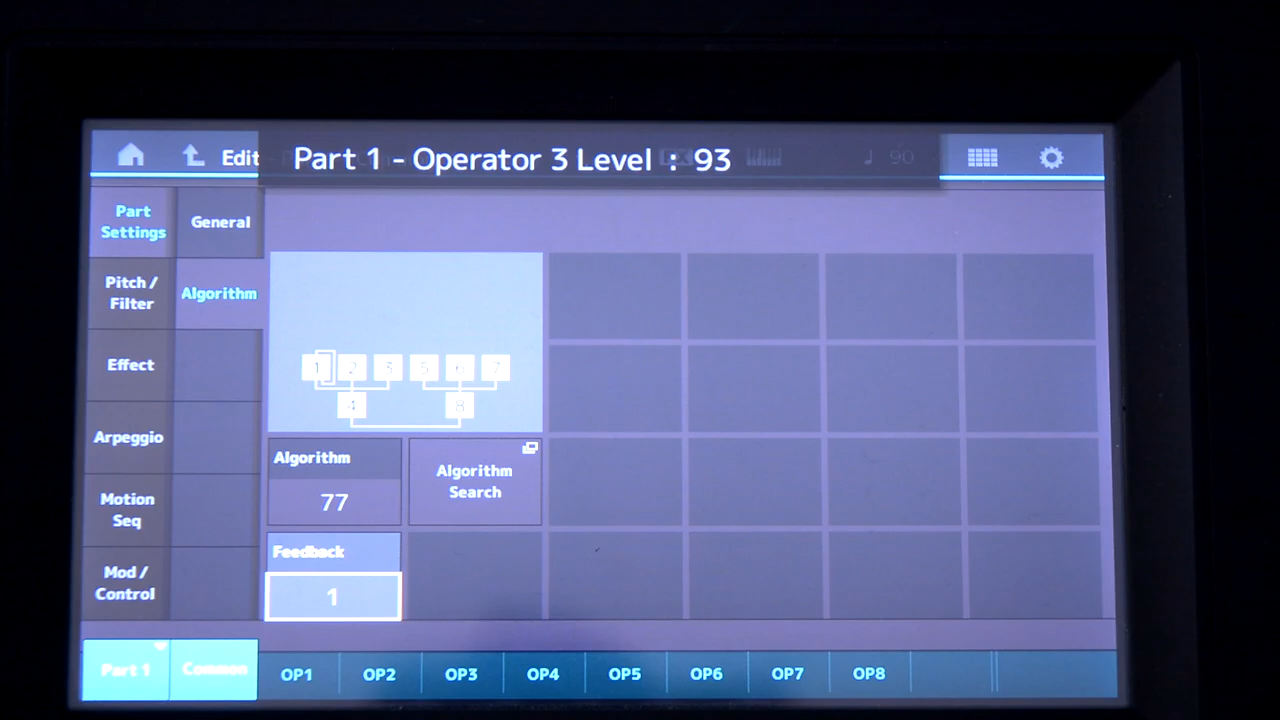 Edit
Part 1 - Operator 3 Level : 93
90
Part
Settings
General
Pitch /
Filter
Algorithm
Effect
Arpeggio
Motion
Seq
Mod /
Control
1 2 3 5 6 7
4 8
Algorithm
77
Algorithm
Search
Feedback
1
Part 1
Common
OP1
OP2
OP3
OP4
OP5
OP6
OP7
OP8